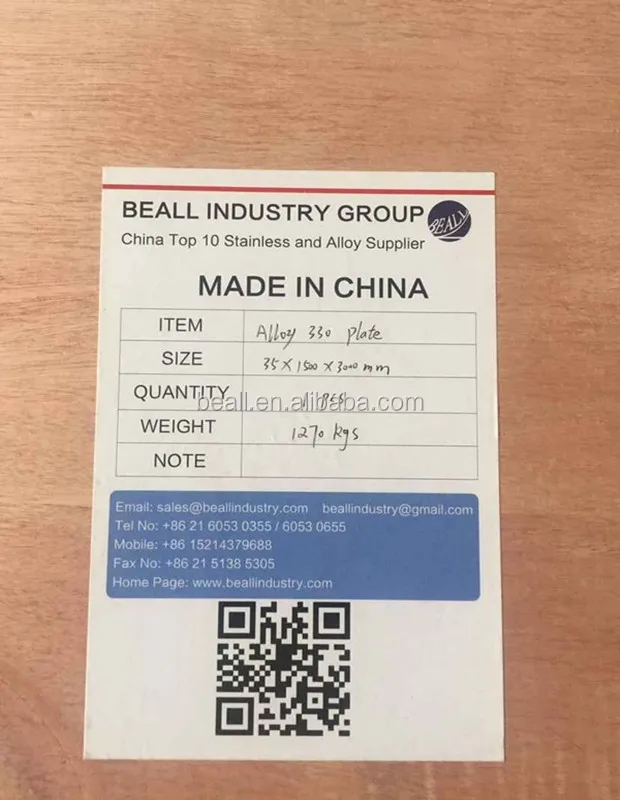 BEALL INDUSTRY GROUP
BEALL
China Top 10 Stainless and Alloy Supplier
MADE IN CHINA
ITEM Alloy 330 plate
SIZE 35 x 1500 x 3000 mm
QUANTITY 1 PCS
beall.en.alibaba.com
WEIGHT 1270 kgs
NOTE
Email: sales@beallindustry.com beallindustry@gmail.com
Tel No: +86 21 6053 0355 / 6053 0655
Mobile: +86 15214379688
Fax No: +86 21 5138 5305
Home Page: www.beallindustry.com